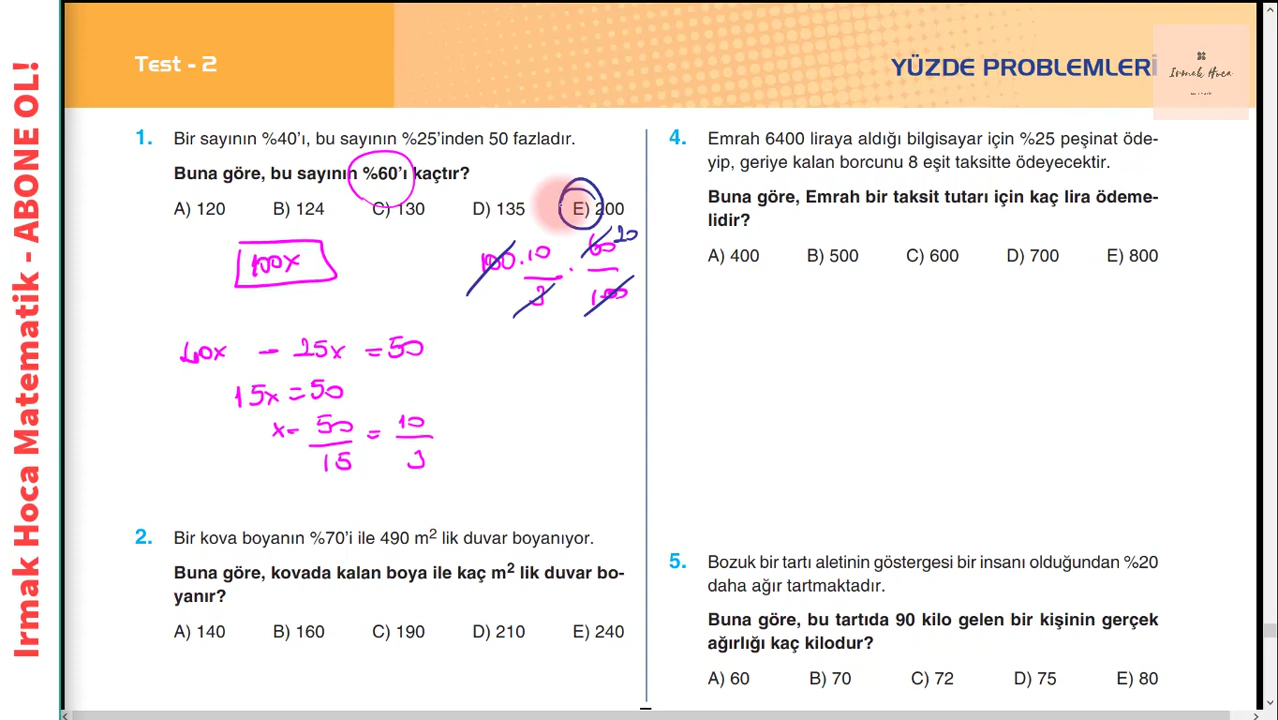 Irmak Hoca Matematik - ABONE OL!
Test - 2
YÜZDE PROBLEMLERİ
Irmak Hoca
1. Bir sayının %40'ı, bu sayının %25'inden 50 fazladır.
Buna göre, bu sayının %60'ı kaçtır?
A) 120 B) 124 C) 130 D) 135 E) 200
100x
100.10/3 . 60/100 20
40x - 25x = 50
15x = 50
x = 50/15 = 10/3
2. Bir kova boyanın %70'i ile 490 m² lik duvar boyanıyor.
Buna göre, kovada kalan boya ile kaç m² lik duvar bo-
yanır?
A) 140 B) 160 C) 190 D) 210 E) 240
4. Emrah 6400 liraya aldığı bilgisayar için %25 peşinat öde-
yip, geriye kalan borcunu 8 eşit taksitte ödeyecektir.
Buna göre, Emrah bir taksit tutarı için kaç lira ödeme-
lidir?
A) 400 B) 500 C) 600 D) 700 E) 800
5. Bozuk bir tartı aletinin göstergesi bir insanı olduğundan %20
daha ağır tartmaktadır.
Buna göre, bu tartıda 90 kilo gelen bir kişinin gerçek
ağırlığı kaç kilodur?
A) 60 B) 70 C) 72 D) 75 E) 80